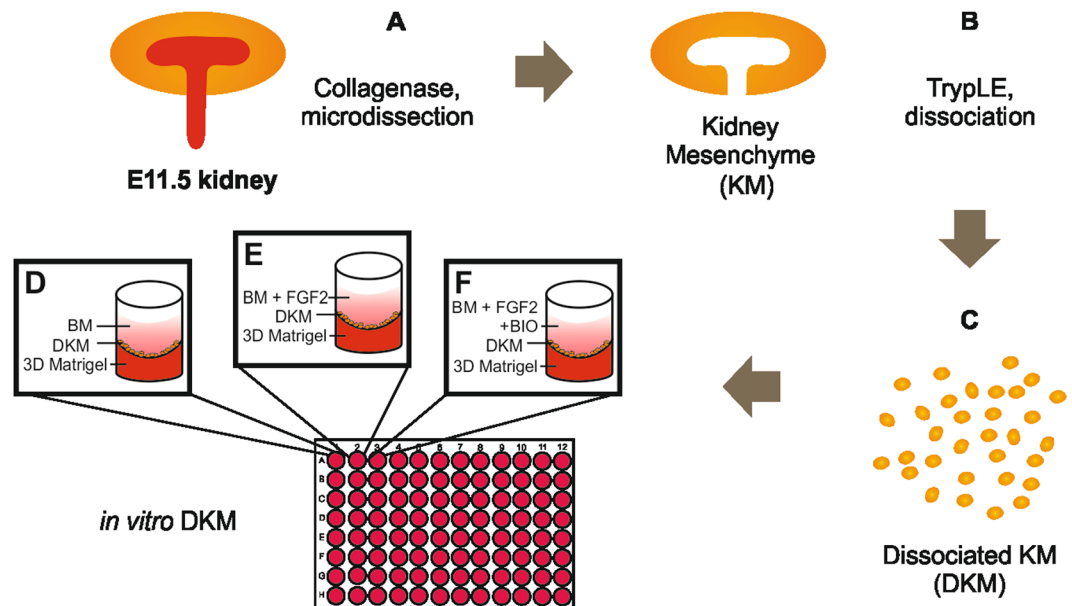 A
Collagenase,
microdissection
E11.5 kidney
B
TrypLE,
dissociation
Kidney
Mesenchyme
(KM)
C
Dissociated KM
(DKM)
D
BM
DKM
3D Matrigel
E
BM + FGF2
DKM
3D Matrigel
F
BM + FGF2
+BIO
DKM
3D Matrigel
in vitro DKM
1 2 3 4 5 6 7 8 9 10 11 12
A
B
C
D
E
F
G
H